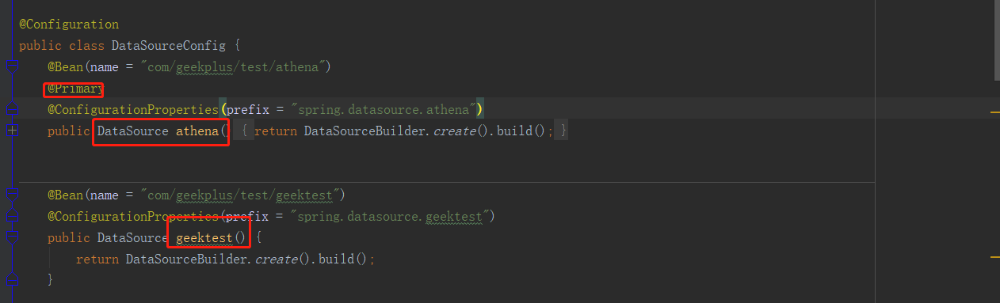 @Configuration
public class DataSourceConfig {
@Bean(name = "com/geekplus/test/athena")
@Primary
@ConfigurationProperties(prefix = "spring.datasource.athena")
public DataSource athena() { return DataSourceBuilder.create().build(); }
@Bean(name = "com/geekplus/test/geektest")
@ConfigurationProperties(prefix = "spring.datasource.geektest")
public DataSource geektest() {
return DataSourceBuilder.create().build();
}